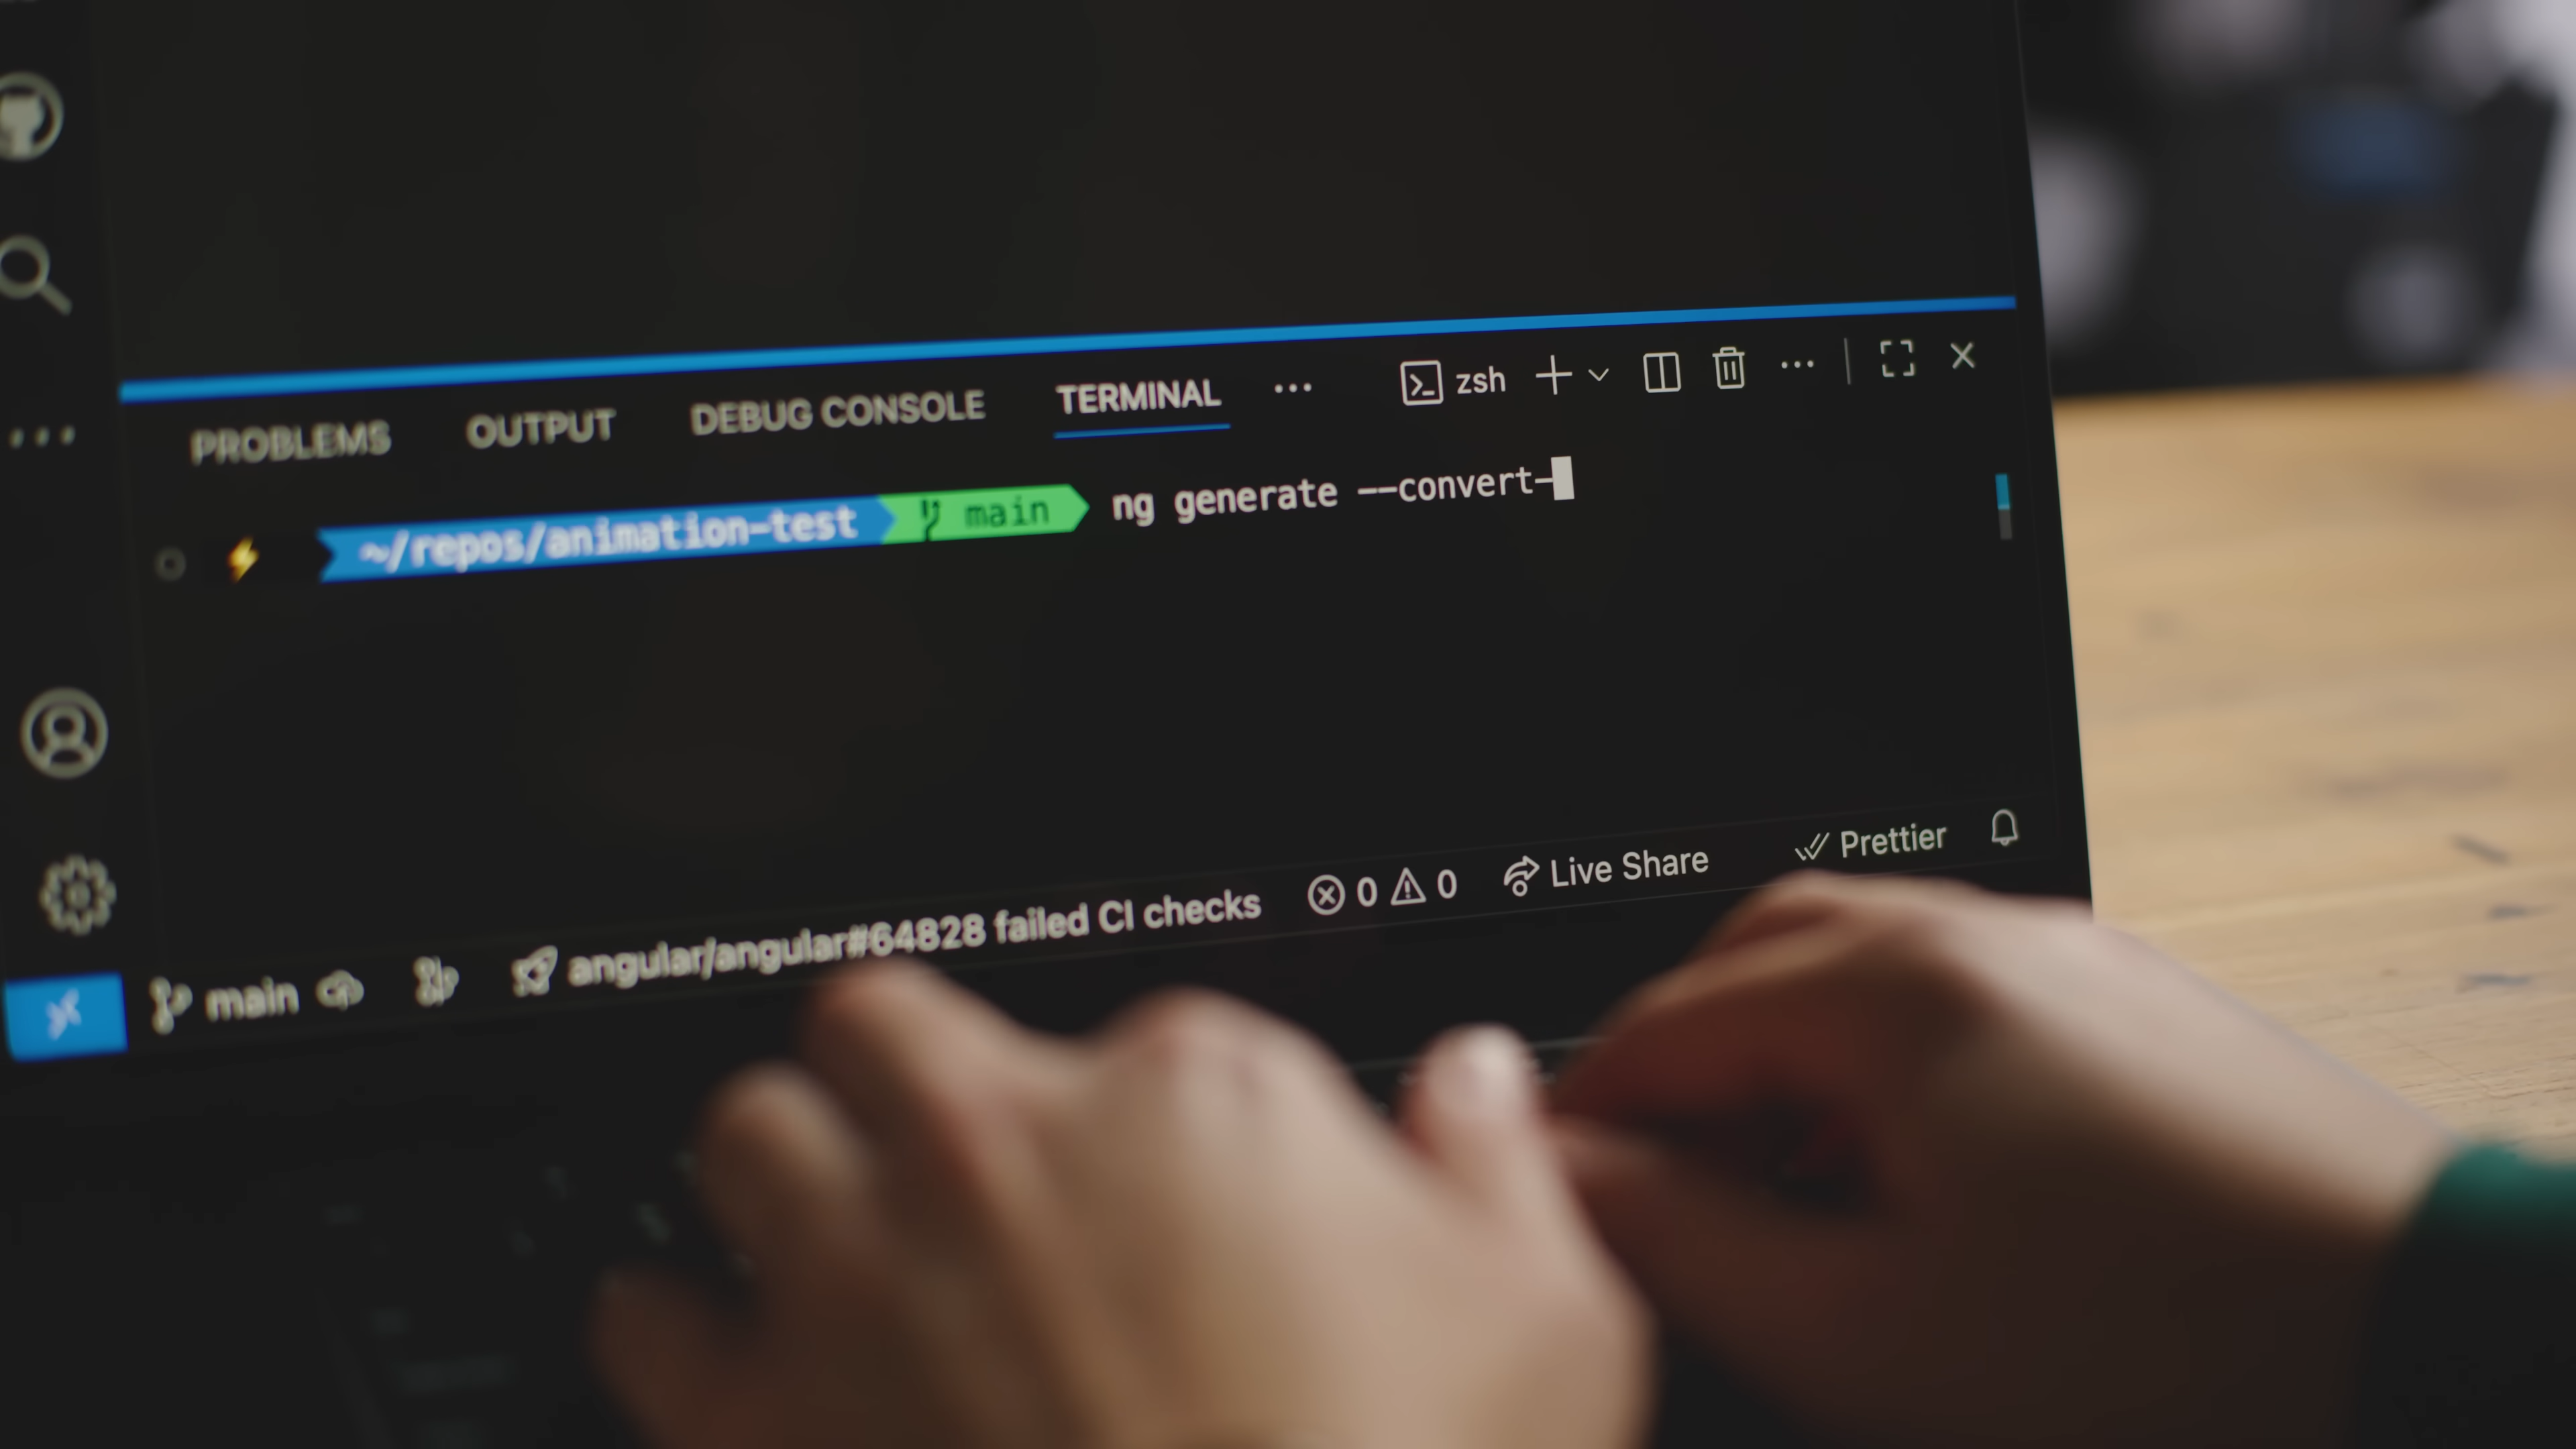 PROBLEMS OUTPUT DEBUG CONSOLE TERMINAL ... zsh
~/repos/animation-test main ng generate --convert-
main angular/angular#64828 failed CI checks 0 0 Live Share Prettier